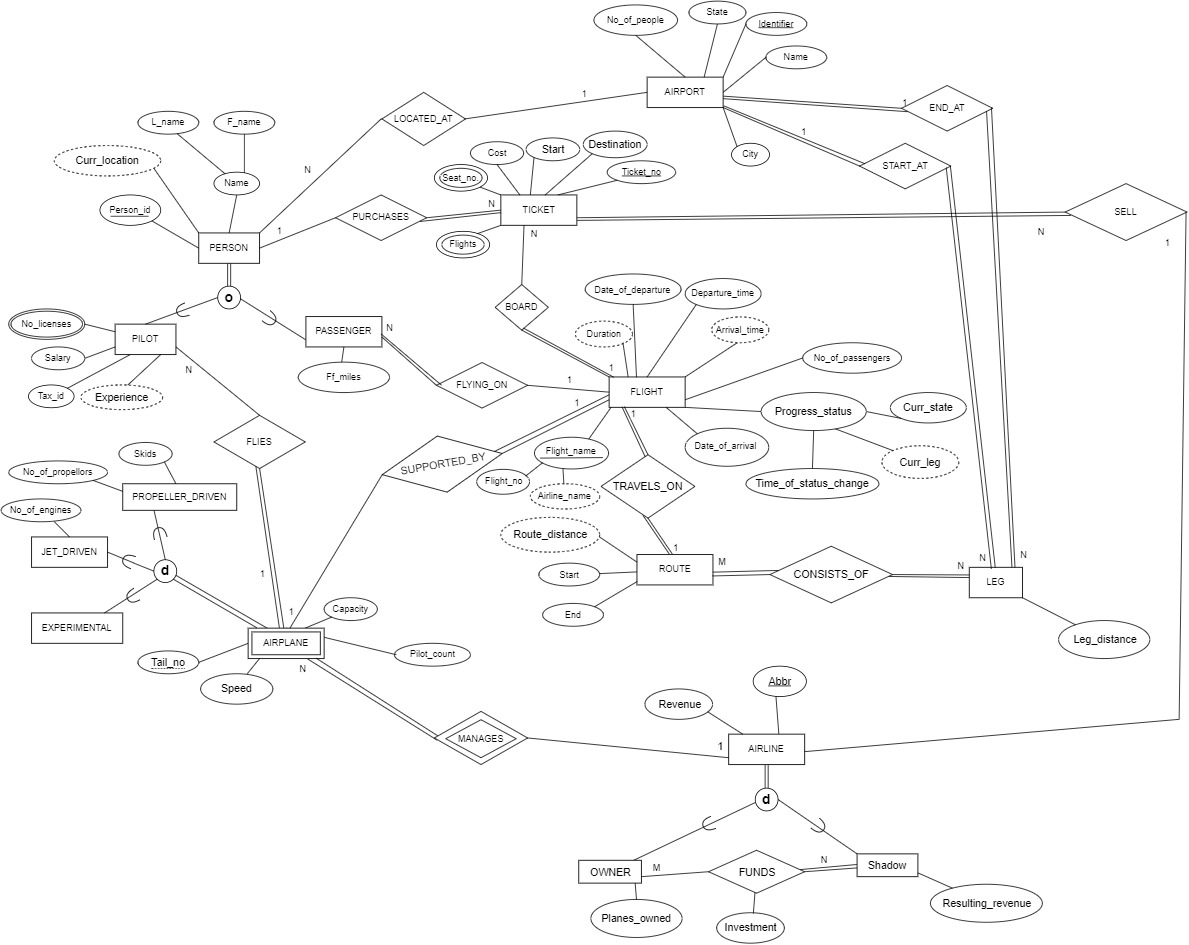 State
No_of_people
Identifier
Name
AIRPORT
1
1
END_AT
L_name
F_name
LOCATED_AT
1
Curr_location
Start
Destination
Cost
City
START_AT
N
Name
Seat_no.
Ticket_no
Person_id
PURCHASES
N
TICKET
SELL
1
N
N
1
PERSON
Flights
o
Date_of_departure
Departure_time
BOARD
No_licenses
PILOT
PASSENGER
N
Duration
Arrival_time
Salary
No_of_passengers
N
Ff_miles
1
FLYING_ON
1
FLIGHT
Tax_id
Experience
1
1
Progress_status
Curr_state
FLIES
Date_of_arrival
Flight_name
Skids
SUPPORTED_BY
Curr_leg
No_of_propellors
Flight_no
TRAVELS_ON
Time_of_status_change
PROPELLER_DRIVEN
Airline_name
No_of_engines
Route_distance
JET_DRIVEN
1
M
N
N
d
1
Start
ROUTE
CONSISTS_OF
N
LEG
1
Capacity
End
EXPERIMENTAL
AIRPLANE
Leg_distance
Tail_no
N
Pilot_count
Speed
Abbr
Revenue
MANAGES
1
AIRLINE
d
OWNER
M
FUNDS
N
Shadow
Planes_owned
Investment
Resulting_revenue